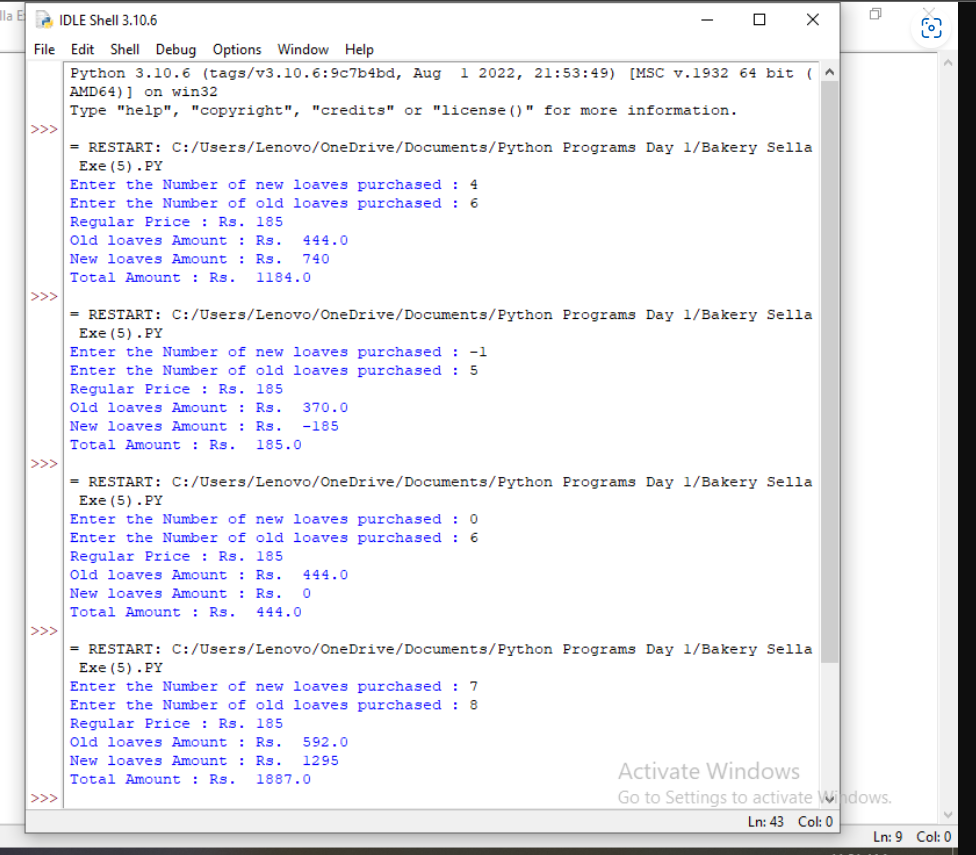 lla E
IDLE Shell 3.10.6
File Edit Shell Debug Options Window Help
Python 3.10.6 (tags/v3.10.6:9c7b4bd, Aug  1 2022, 21:53:49) [MSC v.1932 64 bit (
AMD64)] on win32
Type "help", "copyright", "credits" or "license()" for more information.
>>>
= RESTART: C:/Users/Lenovo/OneDrive/Documents/Python Programs Day 1/Bakery Sella
 Exe(5).PY
Enter the Number of new loaves purchased : 4
Enter the Number of old loaves purchased : 6
Regular Price : Rs. 185
Old loaves Amount : Rs.  444.0
New loaves Amount : Rs.  740
Total Amount : Rs.  1184.0
>>>
= RESTART: C:/Users/Lenovo/OneDrive/Documents/Python Programs Day 1/Bakery Sella
 Exe(5).PY
Enter the Number of new loaves purchased : -1
Enter the Number of old loaves purchased : 5
Regular Price : Rs. 185
Old loaves Amount : Rs.  370.0
New loaves Amount : Rs.  -185
Total Amount : Rs.  185.0
>>>
= RESTART: C:/Users/Lenovo/OneDrive/Documents/Python Programs Day 1/Bakery Sella
 Exe(5).PY
Enter the Number of new loaves purchased : 0
Enter the Number of old loaves purchased : 6
Regular Price : Rs. 185
Old loaves Amount : Rs.  444.0
New loaves Amount : Rs.  0
Total Amount : Rs.  444.0
>>>
= RESTART: C:/Users/Lenovo/OneDrive/Documents/Python Programs Day 1/Bakery Sella
 Exe(5).PY
Enter the Number of new loaves purchased : 7
Enter the Number of old loaves purchased : 8
Regular Price : Rs. 185
Old loaves Amount : Rs.  592.0
New loaves Amount : Rs.  1295
Total Amount : Rs.  1887.0
>>>
Activate Windows
Go to Settings to activate Windows.
Ln: 43 Col: 0
Ln: 9 Col: 0